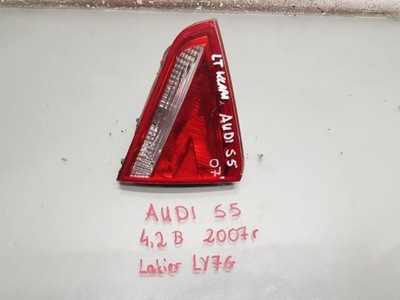 LT KLAPA, AUDI S5
07'
AUDI S5
4,2 B 2007r
Lakier LY7G